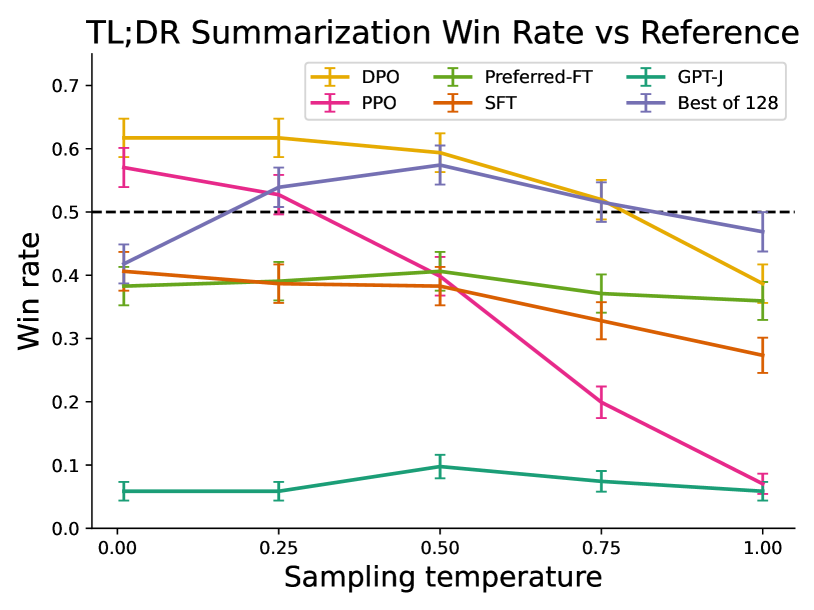 TL;DR Summarization Win Rate vs Reference
DPO Preferred-FT GPT-J
PPO SFT Best of 128
0.7
0.6
0.5
0.4
0.3
0.2
0.1
0.0
Win rate
0.00 0.25 0.50 0.75 1.00
Sampling temperature